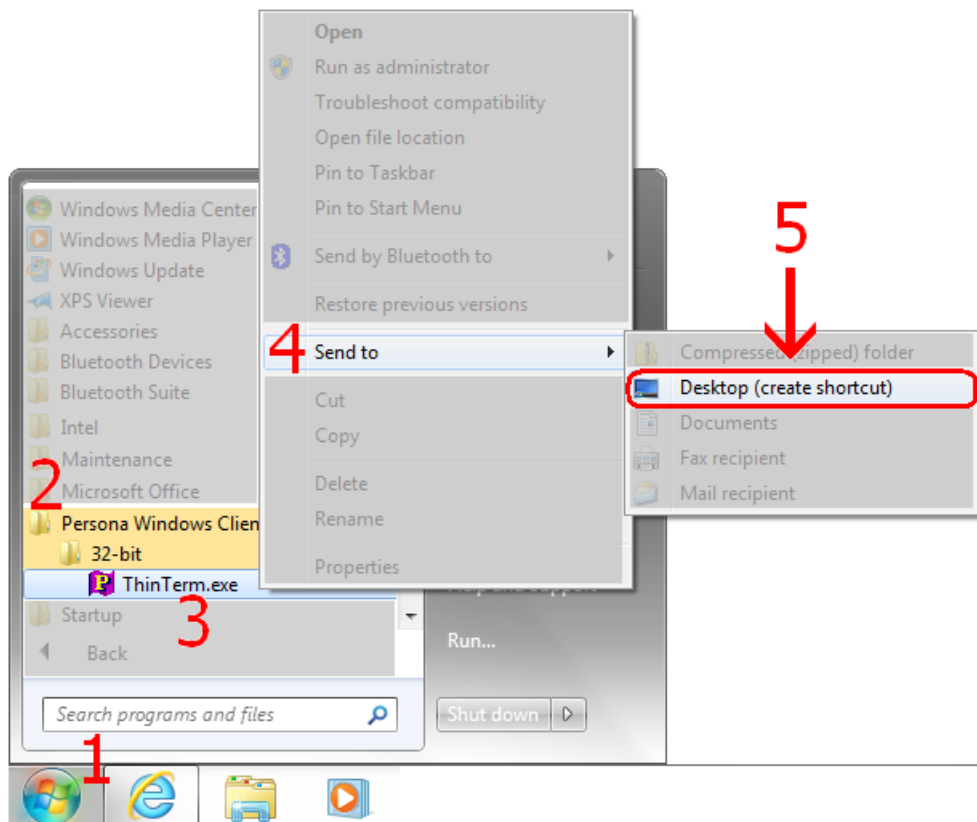 Open
Run as administrator
Troubleshoot compatibility
Open file location
Pin to Taskbar
Pin to Start Menu
Send by Bluetooth to
Restore previous versions
4 Send to
Cut
Copy
Delete
Rename
Properties
5
Compressed (zipped) folder
Desktop (create shortcut)
Documents
Fax recipient
Mail recipient
Windows Media Center
Windows Media Player
Windows Update
XPS Viewer
Accessories
Bluetooth Devices
Bluetooth Suite
Intel
Maintenance
2
Microsoft Office
Persona Windows Clien
32-bit
ThinTerm.exe
3
Startup
Back
Search programs and files
Help and Support
Run...
Shut down
1